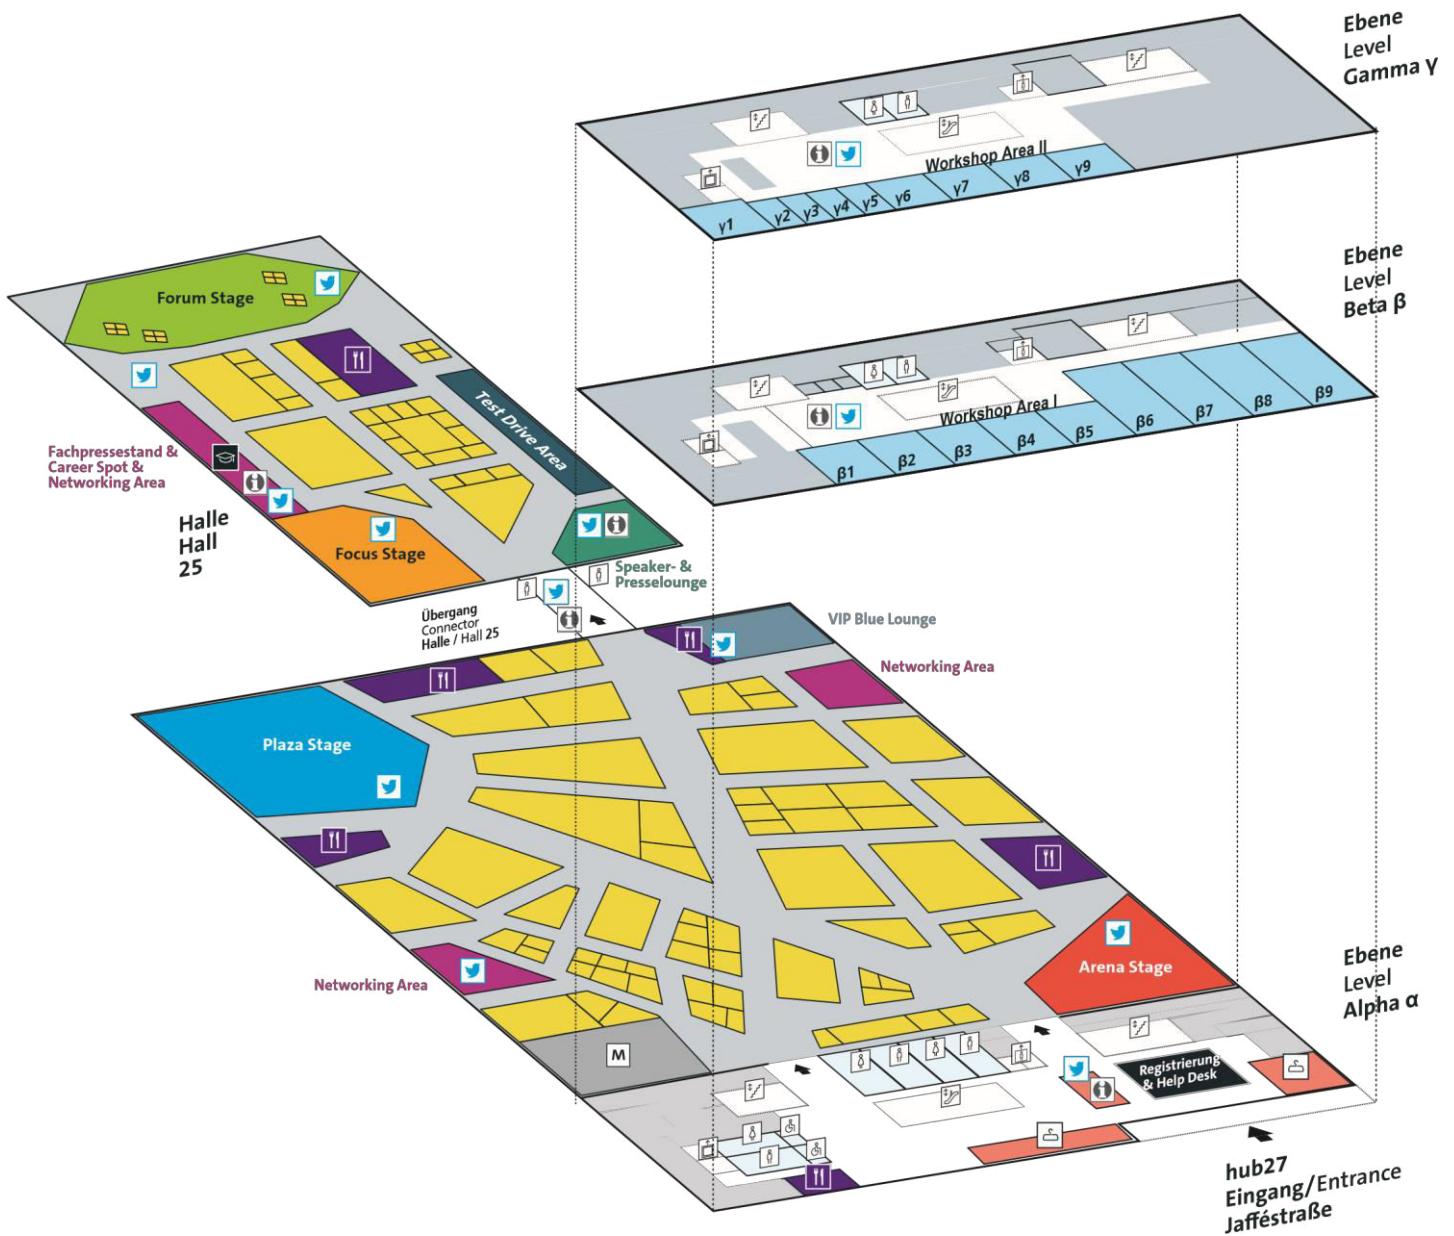 Ebene
Level
Gamma γ
Workshop Area II
γ1
γ2
γ3
γ4
γ5
γ6
γ7
γ8
γ9
Ebene
Level
Beta β
Workshop Area I
β1
β2
β3
β4
β5
β6
β7
β8
β9
Forum Stage
Test Drive Area
Fachpressestand &
Career Spot &
Networking Area
Halle
Hall
25
Focus Stage
Speaker- &
Presselounge
Übergang
Connector
Halle / Hall 25
VIP Blue Lounge
Networking Area
Plaza Stage
Arena Stage
Networking Area
Ebene
Level
Alpha α
M
Registrierung
& Help Desk
hub27
Eingang/Entrance
Jafféstraße